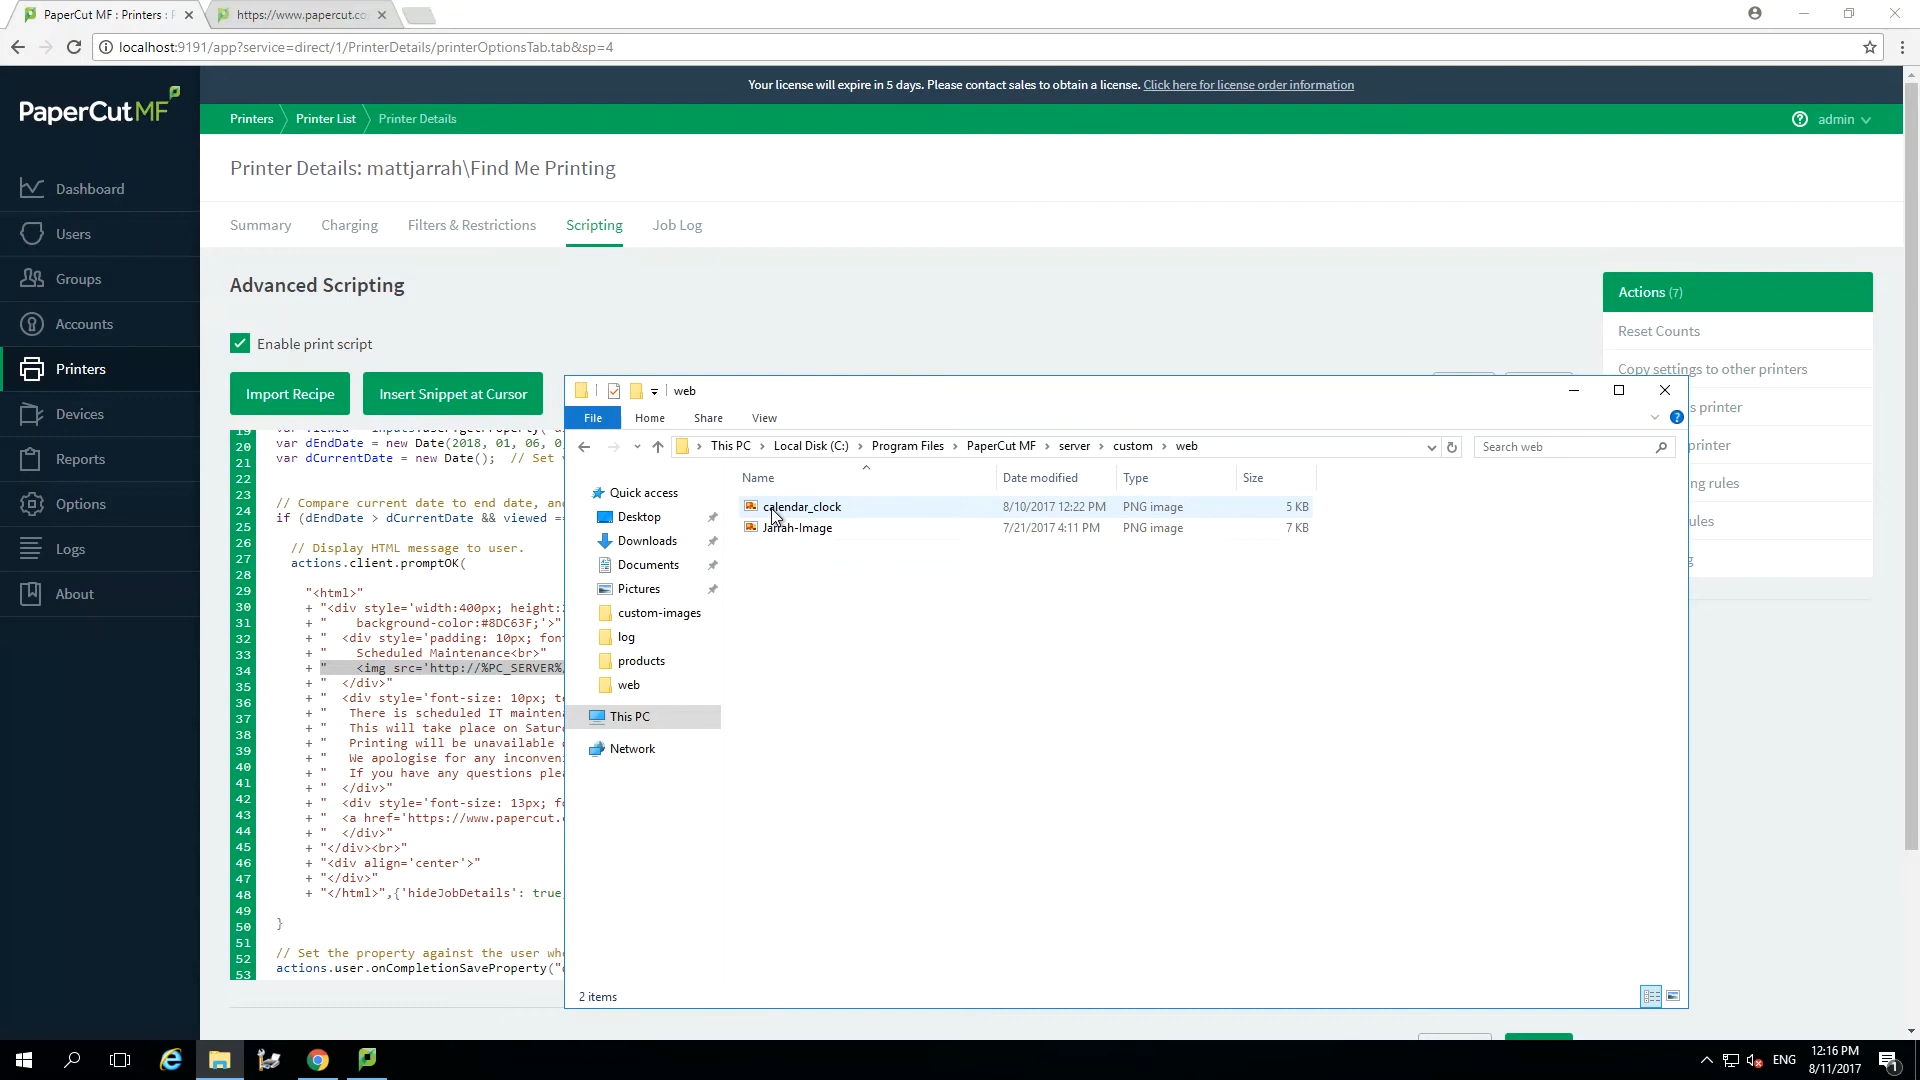 PaperCut MF : Printers : P
https://www.papercut.co
localhost:9191/app?service=direct/1/PrinterDetails/printerOptionsTab.tab&sp=4
Your license will expire in 5 days. Please contact sales to obtain a license. Click here for license order information
PaperCut MF
Printers
Printer List
Printer Details
admin
Printer Details: mattjarrah\Find Me Printing
Dashboard
Users
Groups
Accounts
Printers
Devices
Reports
Options
Logs
About
Summary
Charging
Filters & Restrictions
Scripting
Job Log
Advanced Scripting
Enable print script
Import Recipe
Insert Snippet at Cursor
Actions (7)
Reset Counts
Copy settings to other printers
s printer
printer
ng rules
ules
19
20 var dEndDate = new Date(2018, 01, 06, 0
21 var dCurrentDate = new Date(); // Set
22
23
24 // Compare current date to end date, an
25 if (dEndDate > dCurrentDate && viewed ==
26
27 // Display HTML message to user.
28 actions.client.promptOK(
29
30 "<html>"
31 + "<div style='width:400px; height:
32 + " background-color:#8DC63F;'>"
33 + " <div style='padding: 10px; fon
34 + " Scheduled Maintenance<br>"
35 + " <img src='http://%PC_SERVER%
36 + " </div>"
37 + " <div style='font-size: 10px; te
38 + " There is scheduled IT maintena
39 + " This will take place on Satur
40 + " Printing will be unavailable
41 + " We apologise for any inconveni
42 + " If you have any questions plea
43 + " </div>"
44 + " <div style='font-size: 13px; fo
45 + " <a href='https://www.papercut.
46 + " </div>"
47 + "</div><br>"
48 + "<div align='center'>"
49 + "</div>"
50 + "</html>",{'hideJobDetails': true
51
52 }
53
// Set the property against the user wh
actions.user.onCompletionSaveProperty("
web
File
Home
Share
View
This PC
Local Disk (C:)
Program Files
PaperCut MF
server
custom
web
Search web
Name
Date modified
Type
Size
calendar_clock
8/10/2017 12:22 PM
PNG image
5 KB
Jarrah-Image
7/21/2017 4:11 PM
PNG image
7 KB
Quick access
Desktop
Downloads
Documents
Pictures
custom-images
log
products
web
This PC
Network
2 items
ENG
12:16 PM
8/11/2017
1